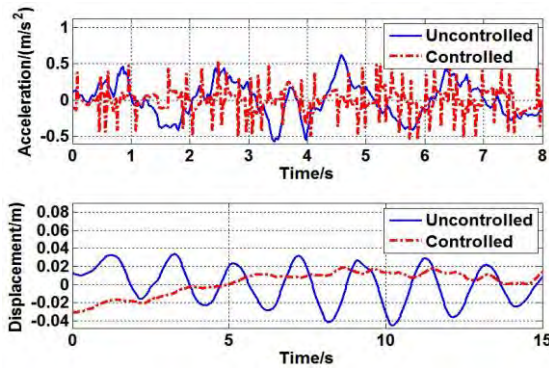 1
0.5
0
-0.5
Acceleration/(m/s²)
Uncontrolled
Controlled
0 1 2 3 4 5 6 7 8
Time/s
0.08
0.06
0.04
0.02
0
-0.02
-0.04
Displacement/m)
Uncontrolled
Controlled
0 5 10 15
Time/s